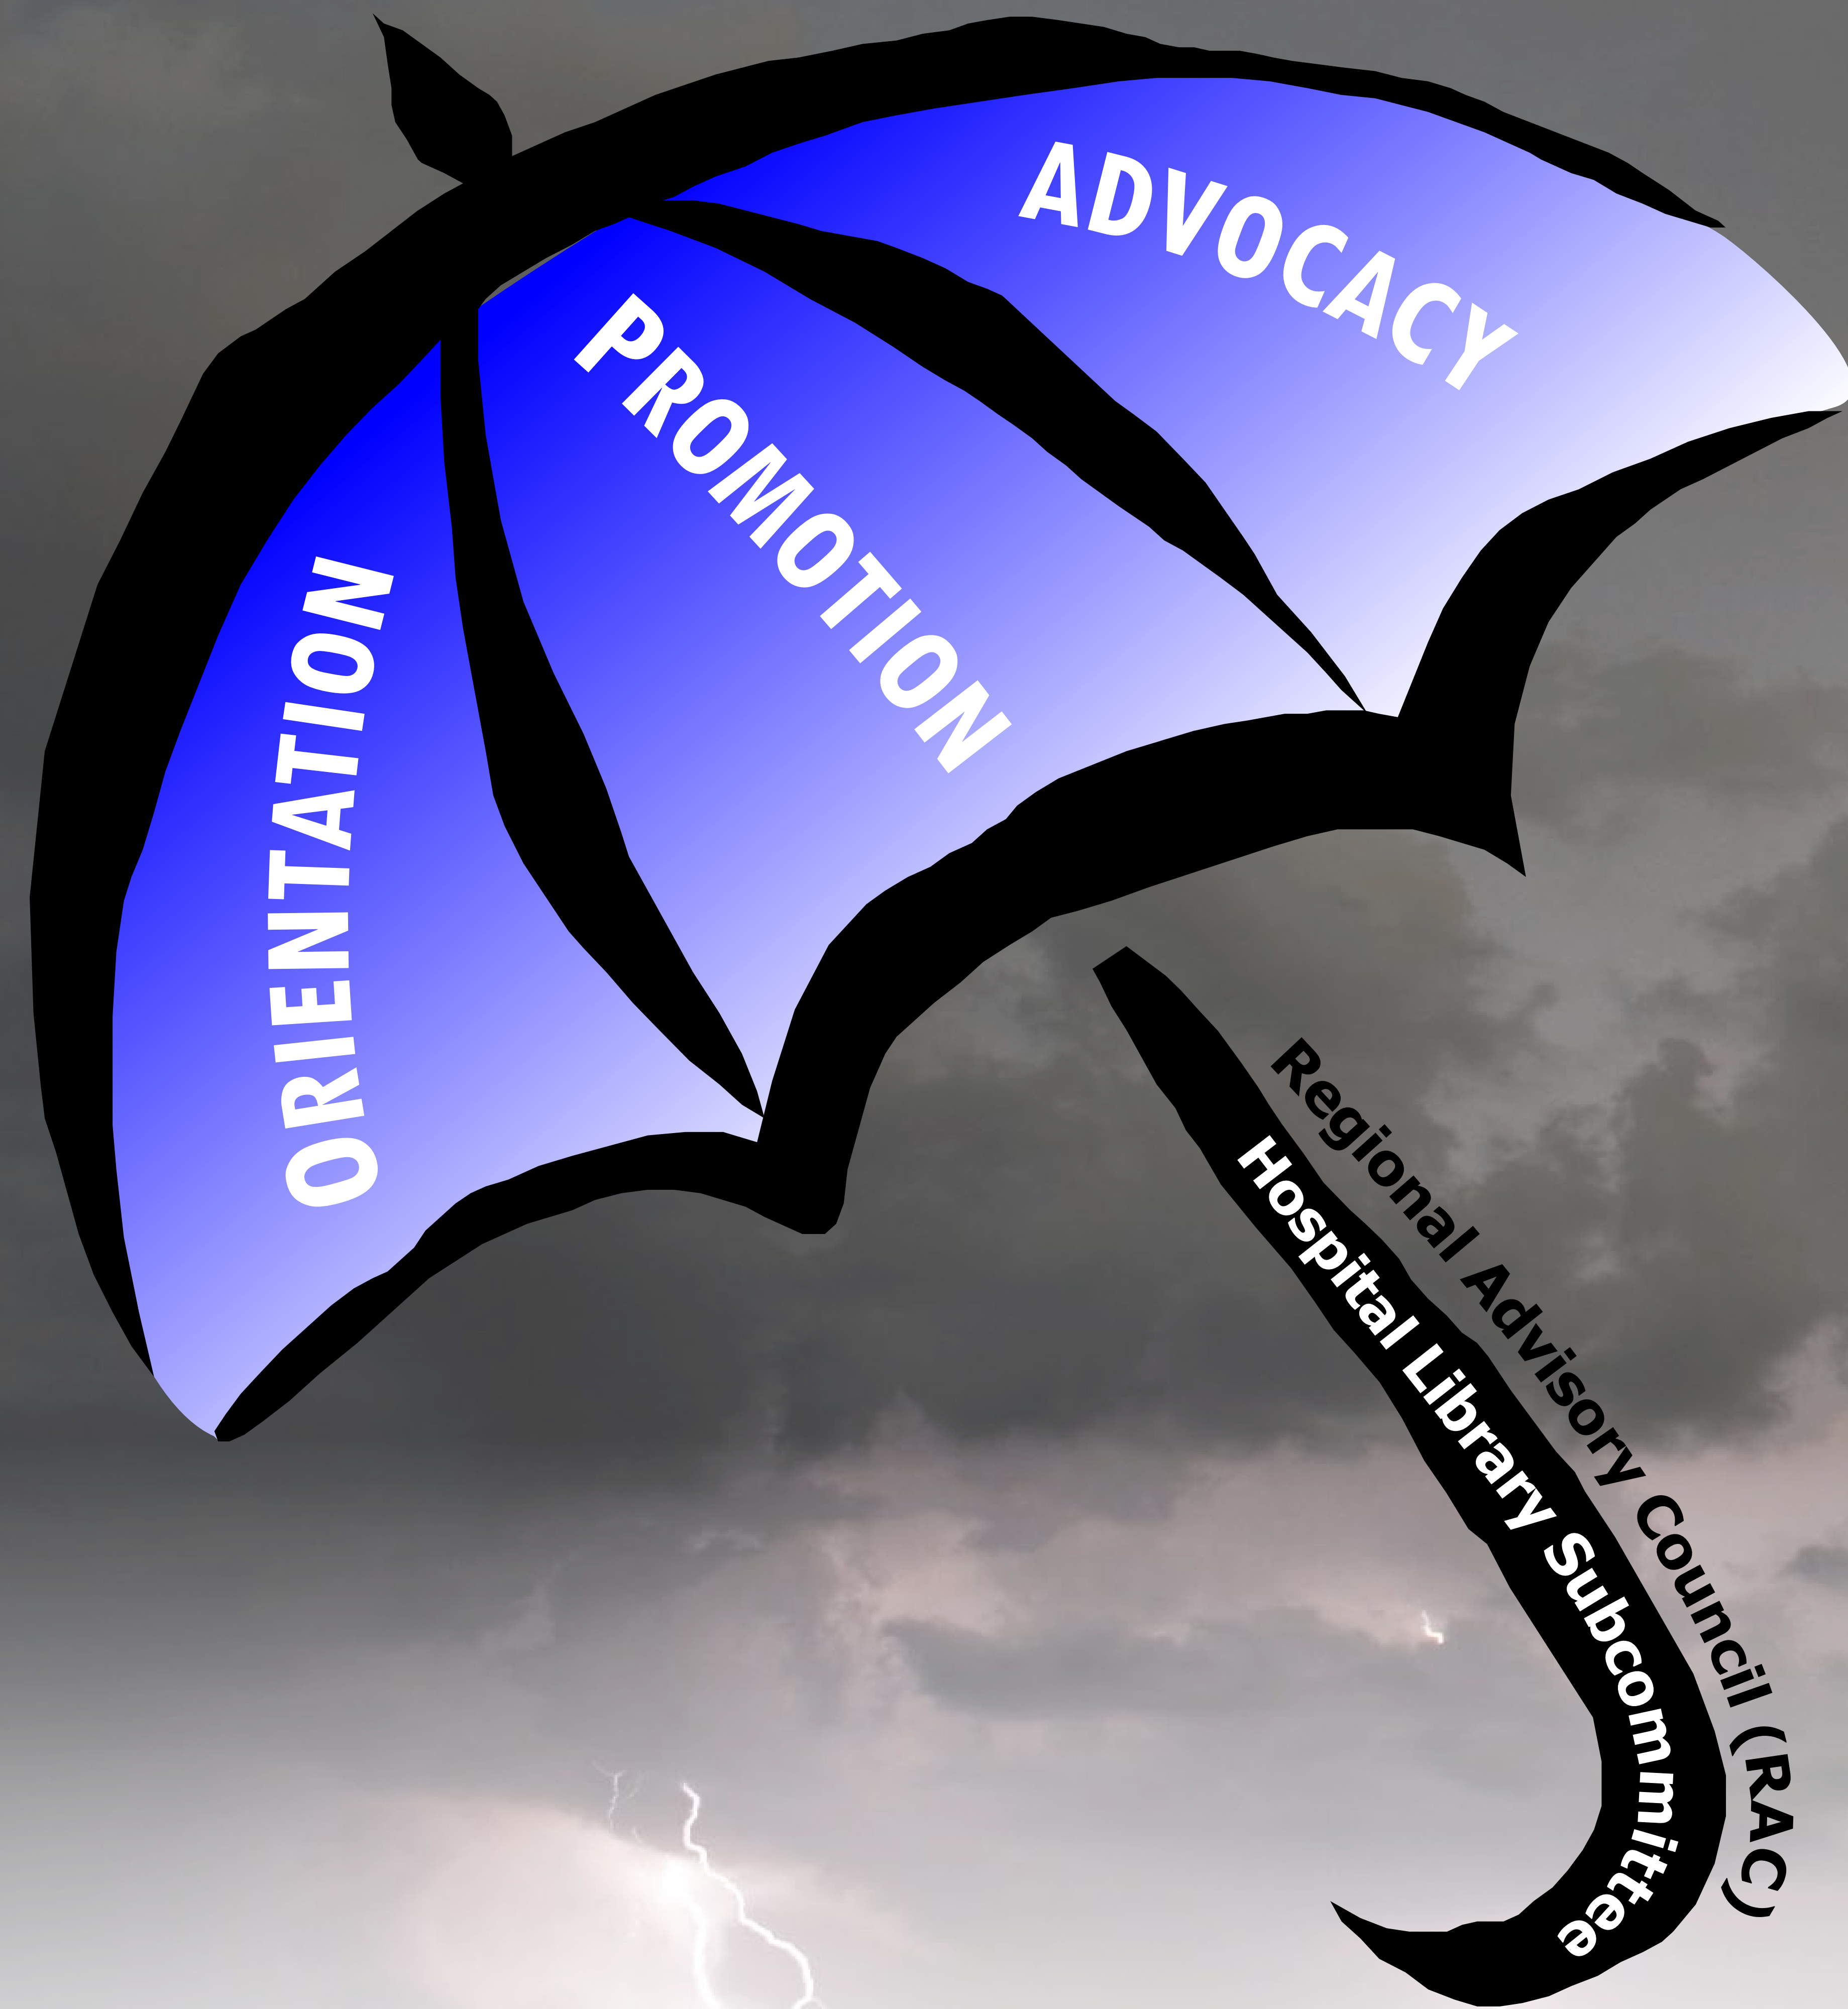 ORIENTATION
PROMOTION
ADVOCACY
Regional Advisory Council (RAC)
Hospital Library Subcommittee